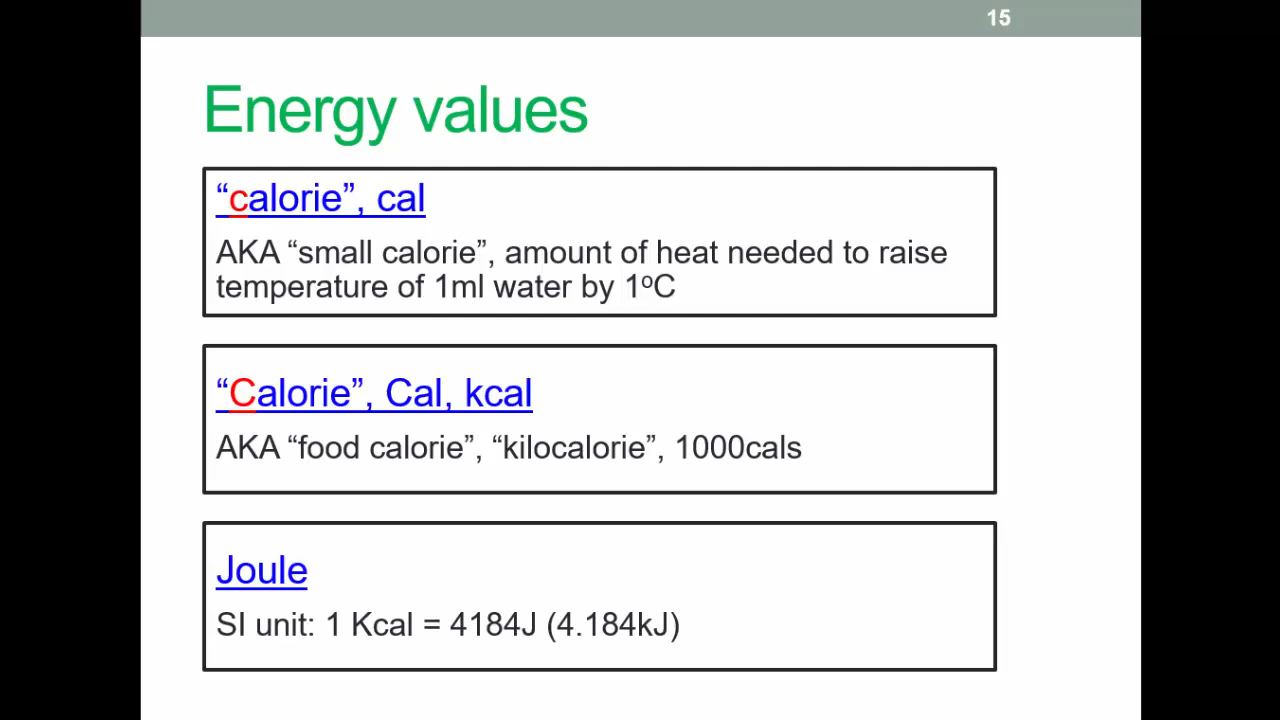 15
Energy values
“calorie”, cal
AKA “small calorie”, amount of heat needed to raise
temperature of 1ml water by 1ºC
“Calorie”, Cal, kcal
AKA “food calorie”, “kilocalorie”, 1000cals
Joule
SI unit: 1 Kcal = 4184J (4.184kJ)